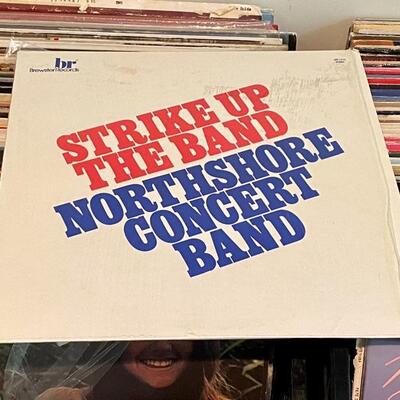 br
Brewster Records
STRIKE UP
THE BAND
NORTHSHORE
CONCERT
BAND